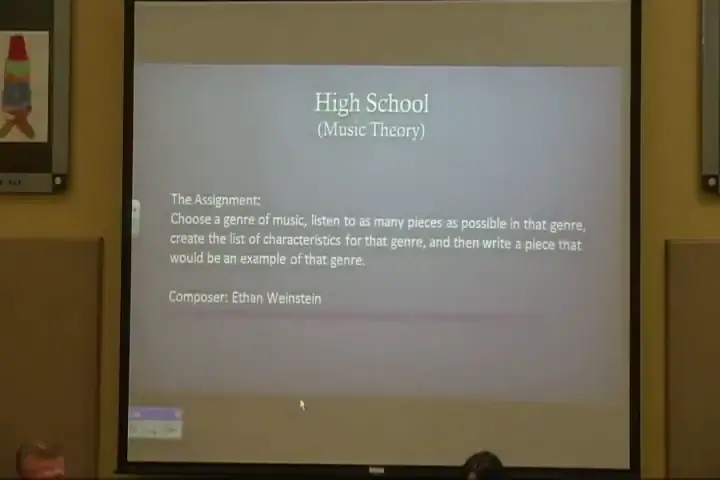 High School
(Music Theory)
The Assignment:
Choose a genre of music, listen to as many pieces as possible in that genre,
create the list of characteristics for that genre, and then write a piece that
would be an example of that genre.
Composer: Ethan Weinstein